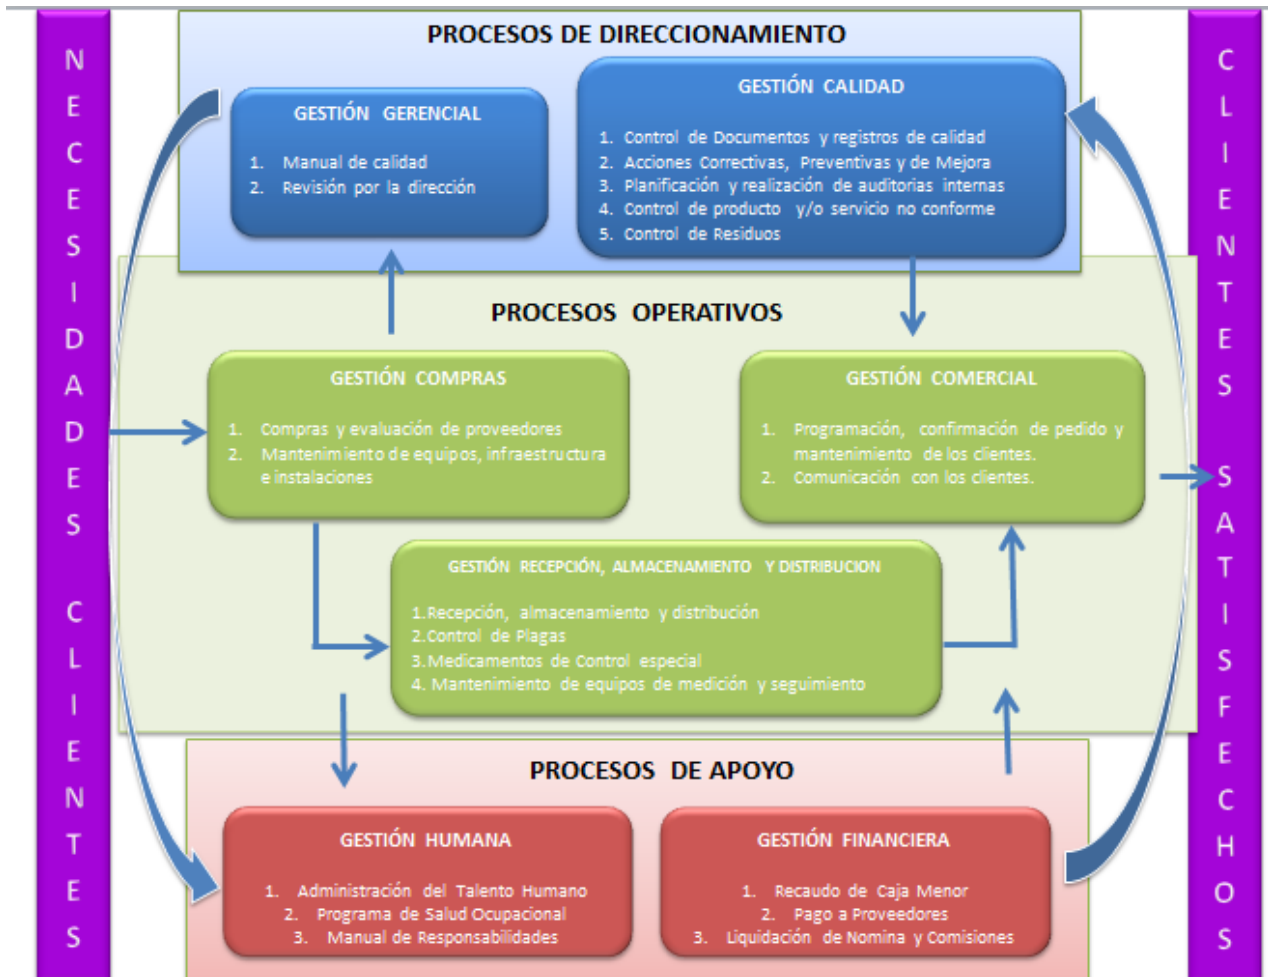 NECESIDADES CLIENTES
PROCESOS DE DIRECCIONAMIENTO
GESTIÓN GERENCIAL
1. Manual de calidad
2. Revisión por la dirección
GESTIÓN CALIDAD
1. Control de Documentos y registros de calidad
2. Acciones Correctivas, Preventivas y de Mejora
3. Planificación y realización de auditorias internas
4. Control de producto y/o servicio no conforme
5. Control de Residuos
PROCESOS OPERATIVOS
GESTIÓN COMPRAS
1. Compras y evaluación de proveedores
2. Mantenimiento de equipos, infraestructura
e instalaciones
GESTIÓN COMERCIAL
1. Programación, confirmación de pedido y
mantenimiento de los clientes.
2. Comunicación con los clientes.
GESTIÓN RECEPCIÓN, ALMACENAMIENTO Y DISTRIBUCION
1.Recepción, almacenamiento y distribución
2.Control de Plagas
3.Medicamentos de Control especial
4. Mantenimiento de equipos de medición y seguimiento
PROCESOS DE APOYO
GESTIÓN HUMANA
1. Administración del Talento Humano
2. Programa de Salud Ocupacional
3. Manual de Responsabilidades
GESTIÓN FINANCIERA
1. Recaudo de Caja Menor
2. Pago a Proveedores
3. Liquidación de Nomina y Comisiones
CLIENTES SATISFECHOS